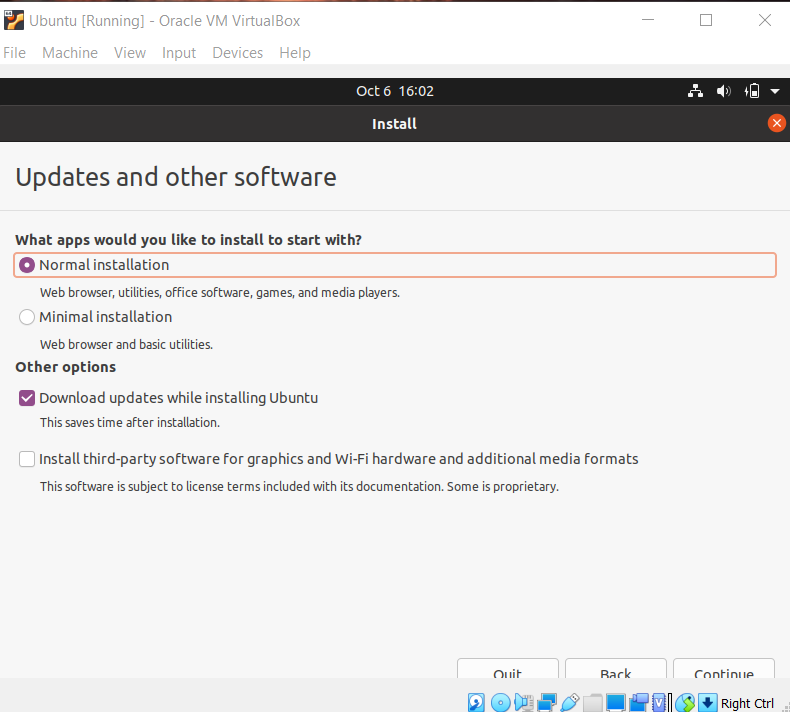 Ubuntu [Running] - Oracle VM VirtualBox
File Machine View Input Devices Help
Oct 6 16:02
Install
Updates and other software
What apps would you like to install to start with?
Normal installation
Web browser, utilities, office software, games, and media players.
Minimal installation
Web browser and basic utilities.
Other options
Download updates while installing Ubuntu
This saves time after installation.
Install third-party software for graphics and Wi-Fi hardware and additional media formats
This software is subject to license terms included with its documentation. Some is proprietary.
Quit Back Continue
Right Ctrl